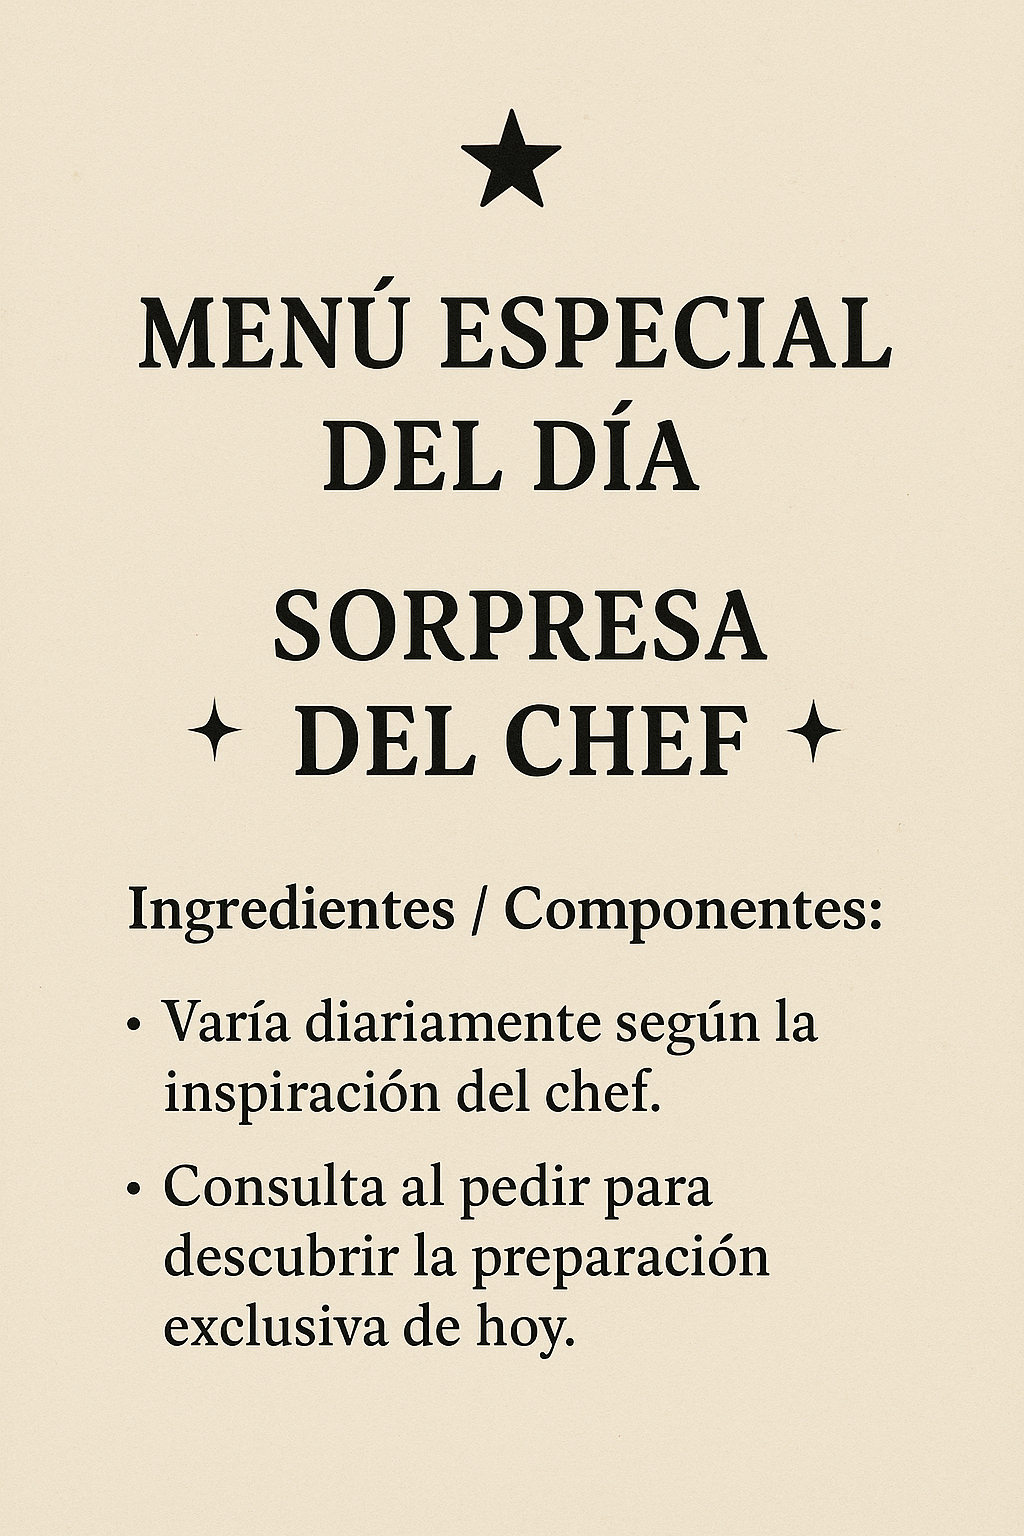 MENÚ ESPECIAL
DEL DÍA
SORPRESA
DEL CHEF
Ingredientes / Componentes:
• Varía diariamente según la
inspiración del chef.
• Consulta al pedir para
descubrir la preparación
exclusiva de hoy.